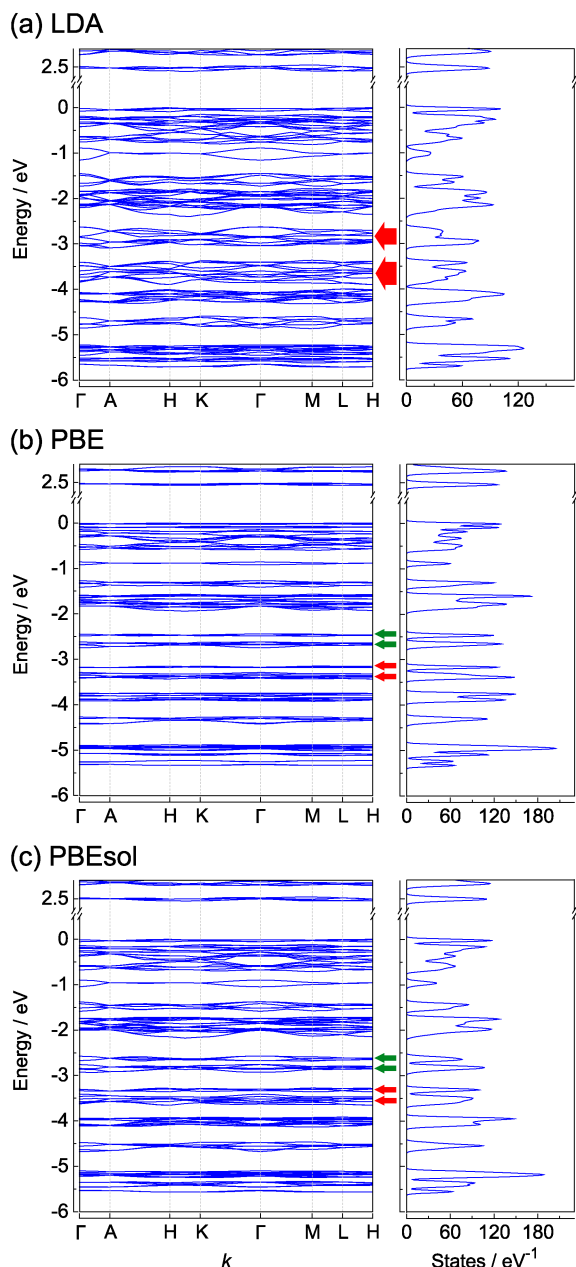 (a) LDA
Energy / eV
2.5
0
-1
-2
-3
-4
-5
-6
Γ A H K Γ M L H
0 60 120
(b) PBE
Energy / eV
2.5
0
-1
-2
-3
-4
-5
-6
Γ A H K Γ M L H
0 60 120 180
(c) PBEsol
Energy / eV
2.5
0
-1
-2
-3
-4
-5
-6
Γ A H K Γ M L H
0 60 120 180
k
States / eV⁻¹